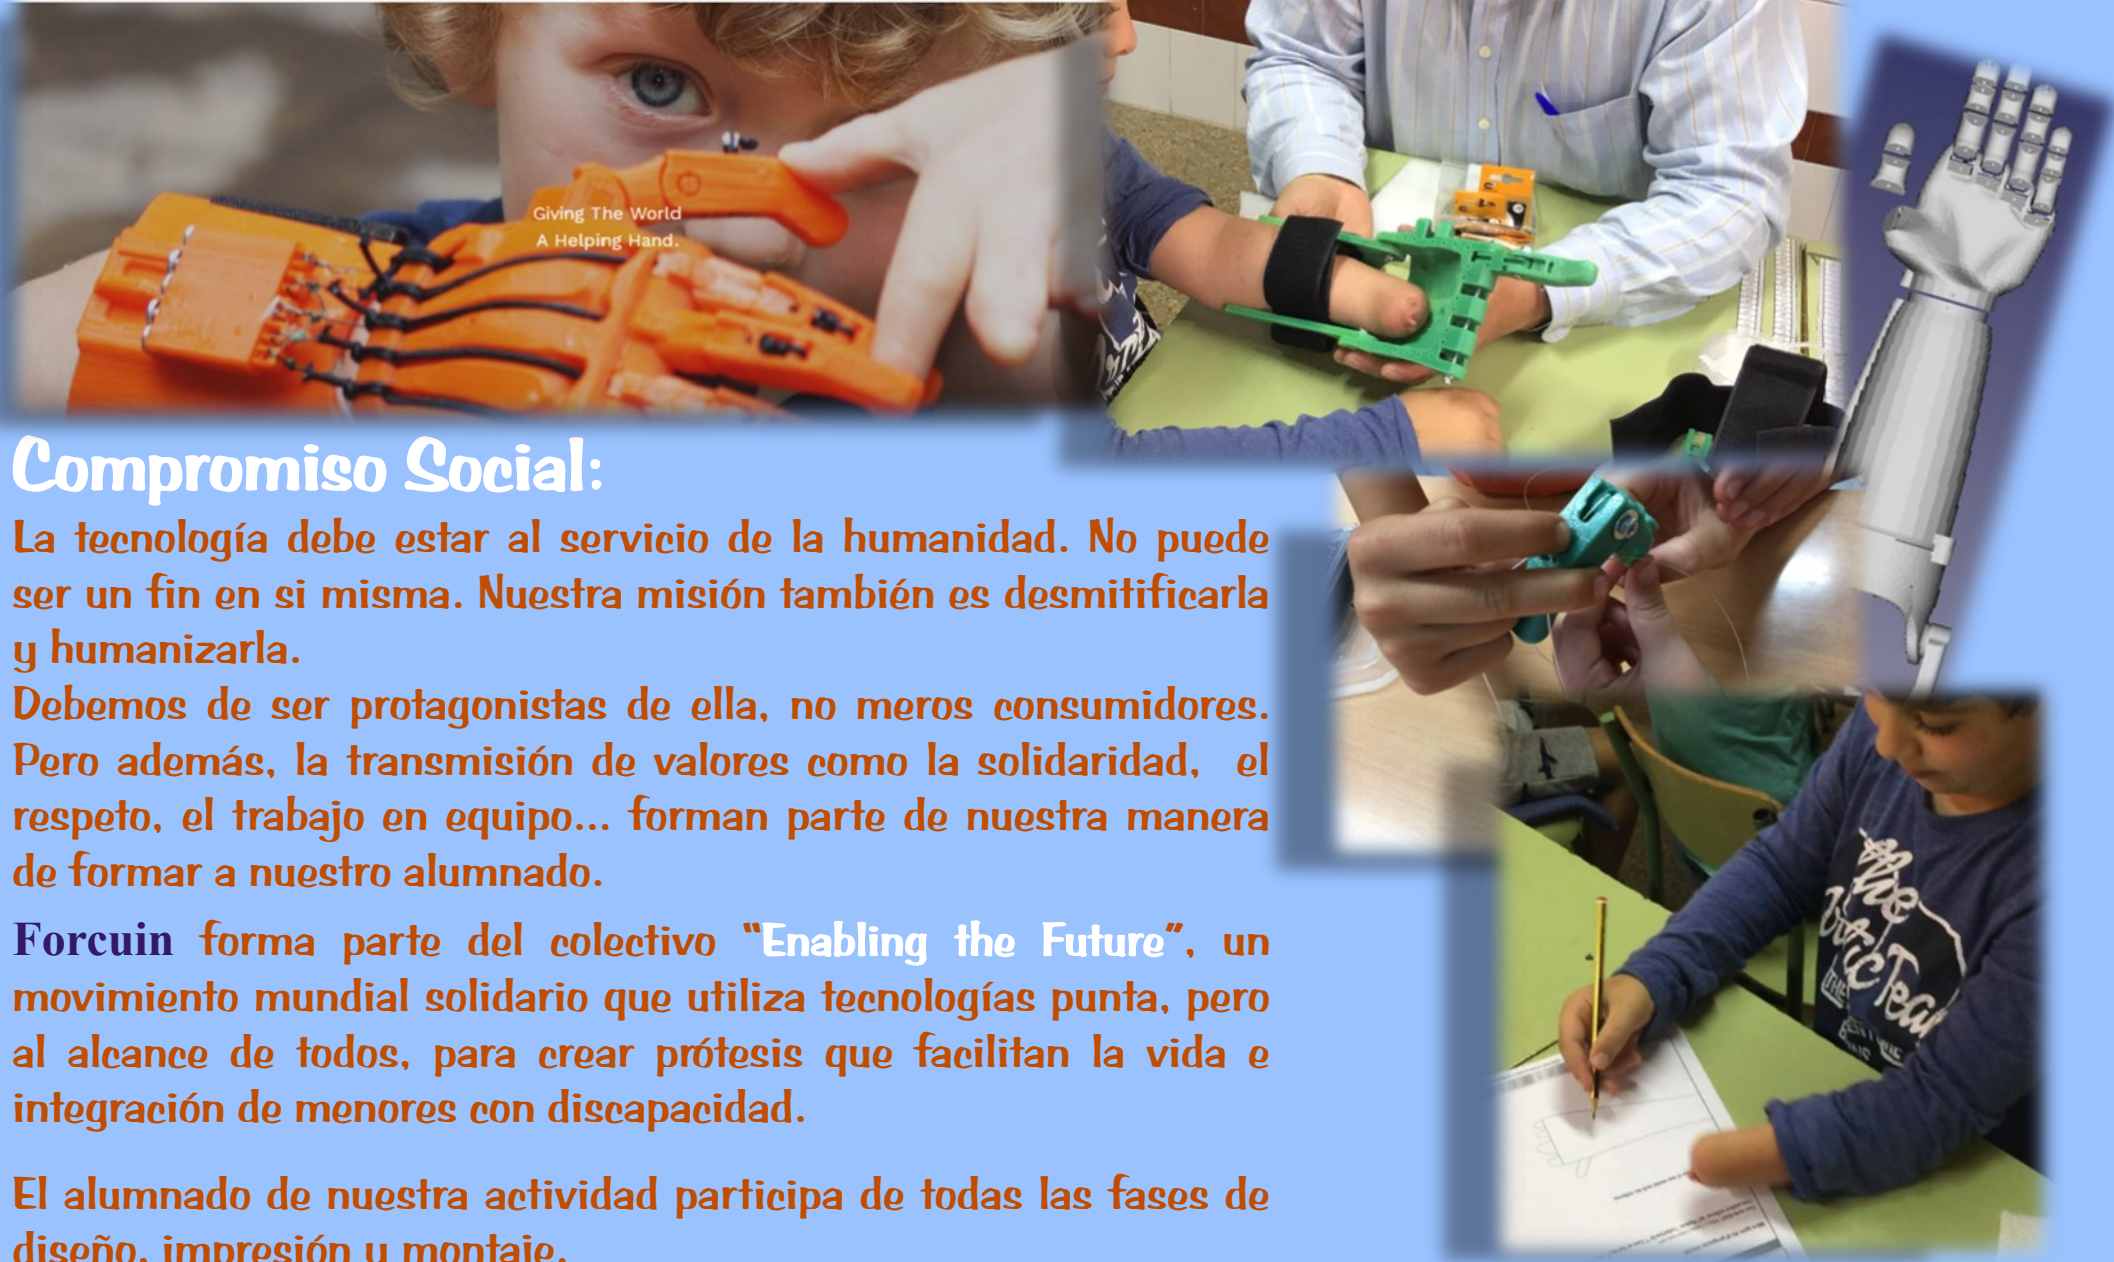 Giving The World
A Helping Hand.
Compromiso Social:
La tecnología debe estar al servicio de la humanidad. No puede
ser un fin en si misma. Nuestra misión también es desmitificarla
y humanizarla.
Debemos de ser protagonistas de ella, no meros consumidores.
Pero además, la transmisión de valores como la solidaridad, el
respeto, el trabajo en equipo... forman parte de nuestra manera
de formar a nuestro alumnado.
Forcuin forma parte del colectivo “Enabling the Future”, un
movimiento mundial solidario que utiliza tecnologías punta, pero
al alcance de todos, para crear prótesis que facilitan la vida e
integración de menores con discapacidad.
El alumnado de nuestra actividad participa de todas las fases de
diseño, impresión y montaje.
The